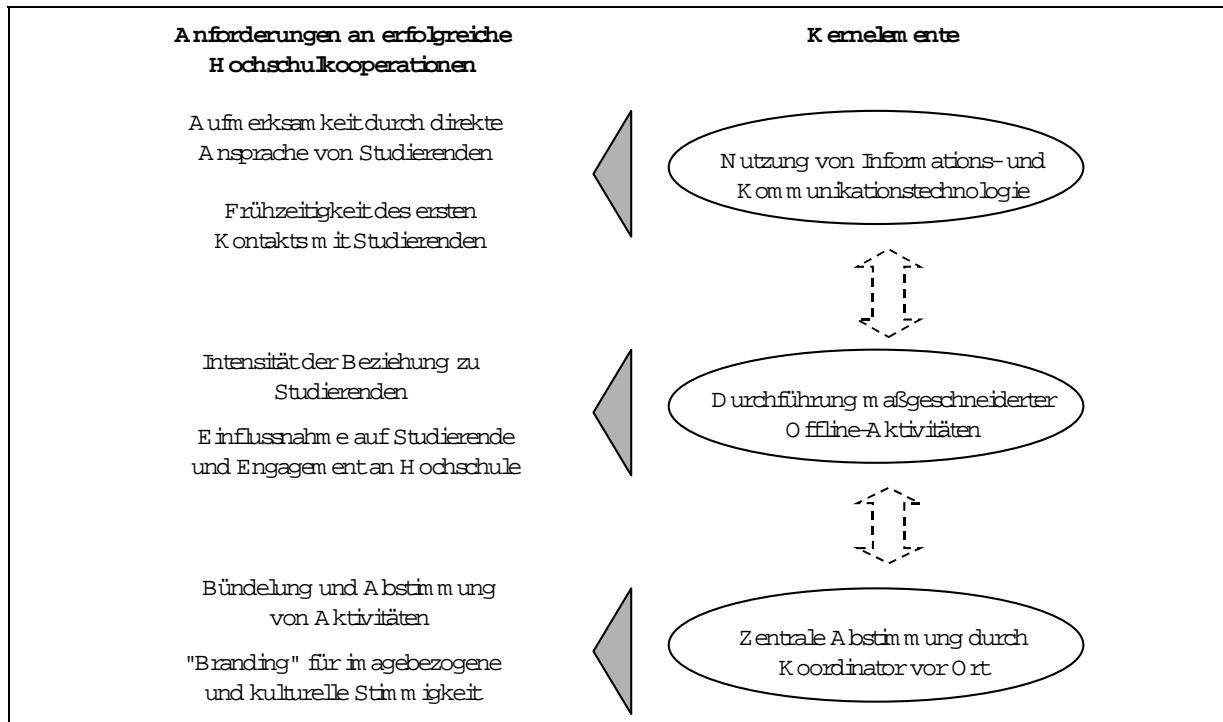 Anforderungen an erfolgreiche
Hochschulkooperationen
Kernelemente
Aufmerksamkeit durch direkte
Ansprache von Studierenden
Frühzeitigkeit des ersten
Kontakts mit Studierenden
Nutzung von Informations- und
Kommunikationstechnologie
Intensität der Beziehung zu
Studierenden
Einflussnahme auf Studierende
und Engagement an Hochschule
Durchführung maßgeschneiderter
Offline-Aktivitäten
Bündelung und Abstimmung
von Aktivitäten
"Branding" für imagebezogene
und kulturelle Stimmigkeit
Zentrale Abstimmung durch
Koordinator vor Ort